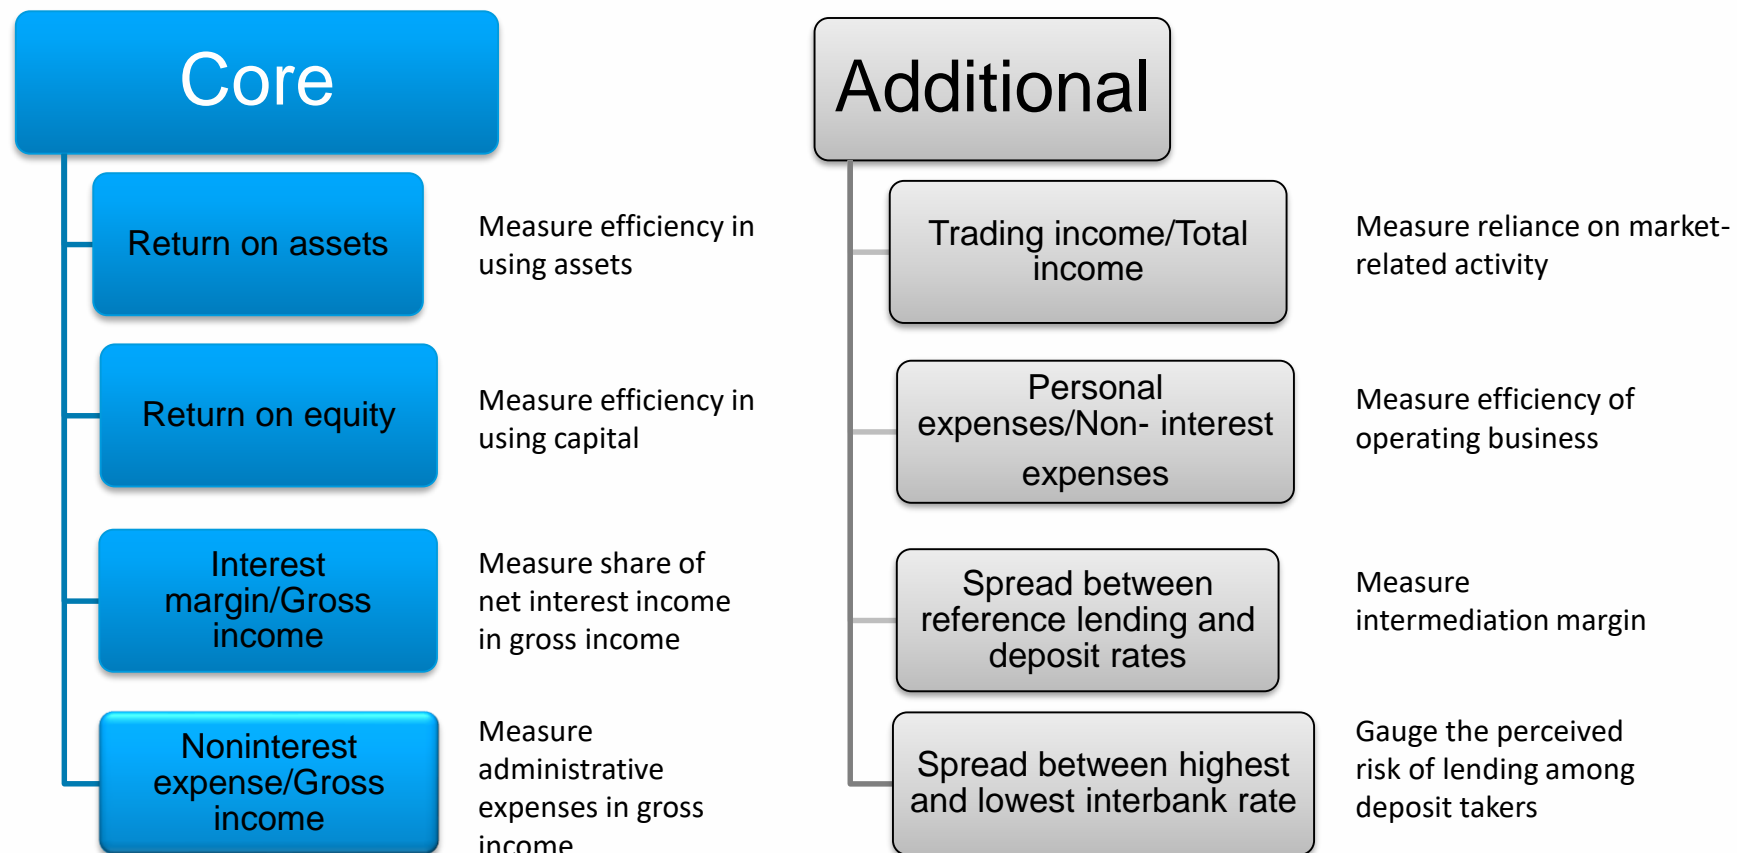 Core
Return on assets
Measure efficiency in
using assets
Return on equity
Measure efficiency in
using capital
Interest
margin/Gross
income
Measure share of
net interest income
in gross income
Noninterest
expense/Gross
income
Measure
administrative
expenses in gross
income
Additional
Trading income/Total
income
Measure reliance on market-
related activity
Personal
expenses/Non- interest
expenses
Measure efficiency of
operating business
Spread between
reference lending and
deposit rates
Measure
intermediation margin
Spread between highest
and lowest interbank rate
Gauge the perceived
risk of lending among
deposit takers